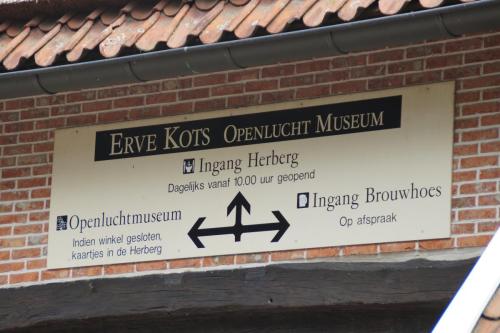 ERVE KOTS OPENLUCHT MUSEUM
Ingang Herberg
Dagelijks vanaf 10.00 uur geopend
Openluchtmuseum
Indien winkel gesloten,
kaartjes in de Herberg
Ingang Brouwhoes
Op afspraak